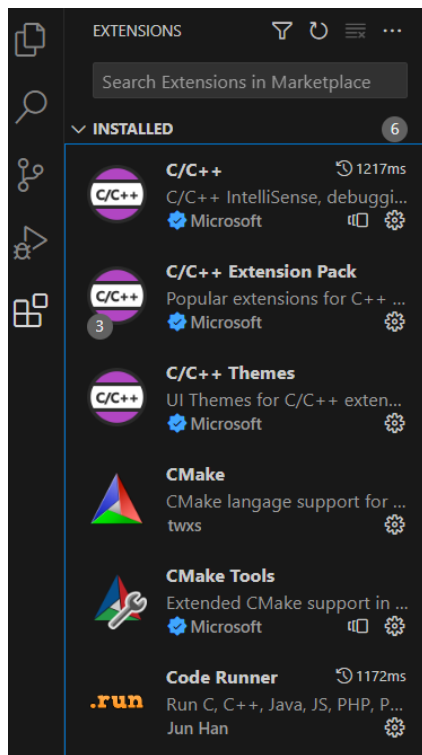 EXTENSIONS
Search Extensions in Marketplace
INSTALLED 6
C/C++ 1217ms
C/C++
C/C++ IntelliSense, debuggi...
Microsoft
C/C++ Extension Pack
C/C++
Popular extensions for C++ ...
3
Microsoft
C/C++ Themes
C/C++
UI Themes for C/C++ exten...
Microsoft
CMake
CMake langage support for ...
twxs
CMake Tools
Extended CMake support in ...
Microsoft
Code Runner 1172ms
.run
Run C, C++, Java, JS, PHP, P...
Jun Han